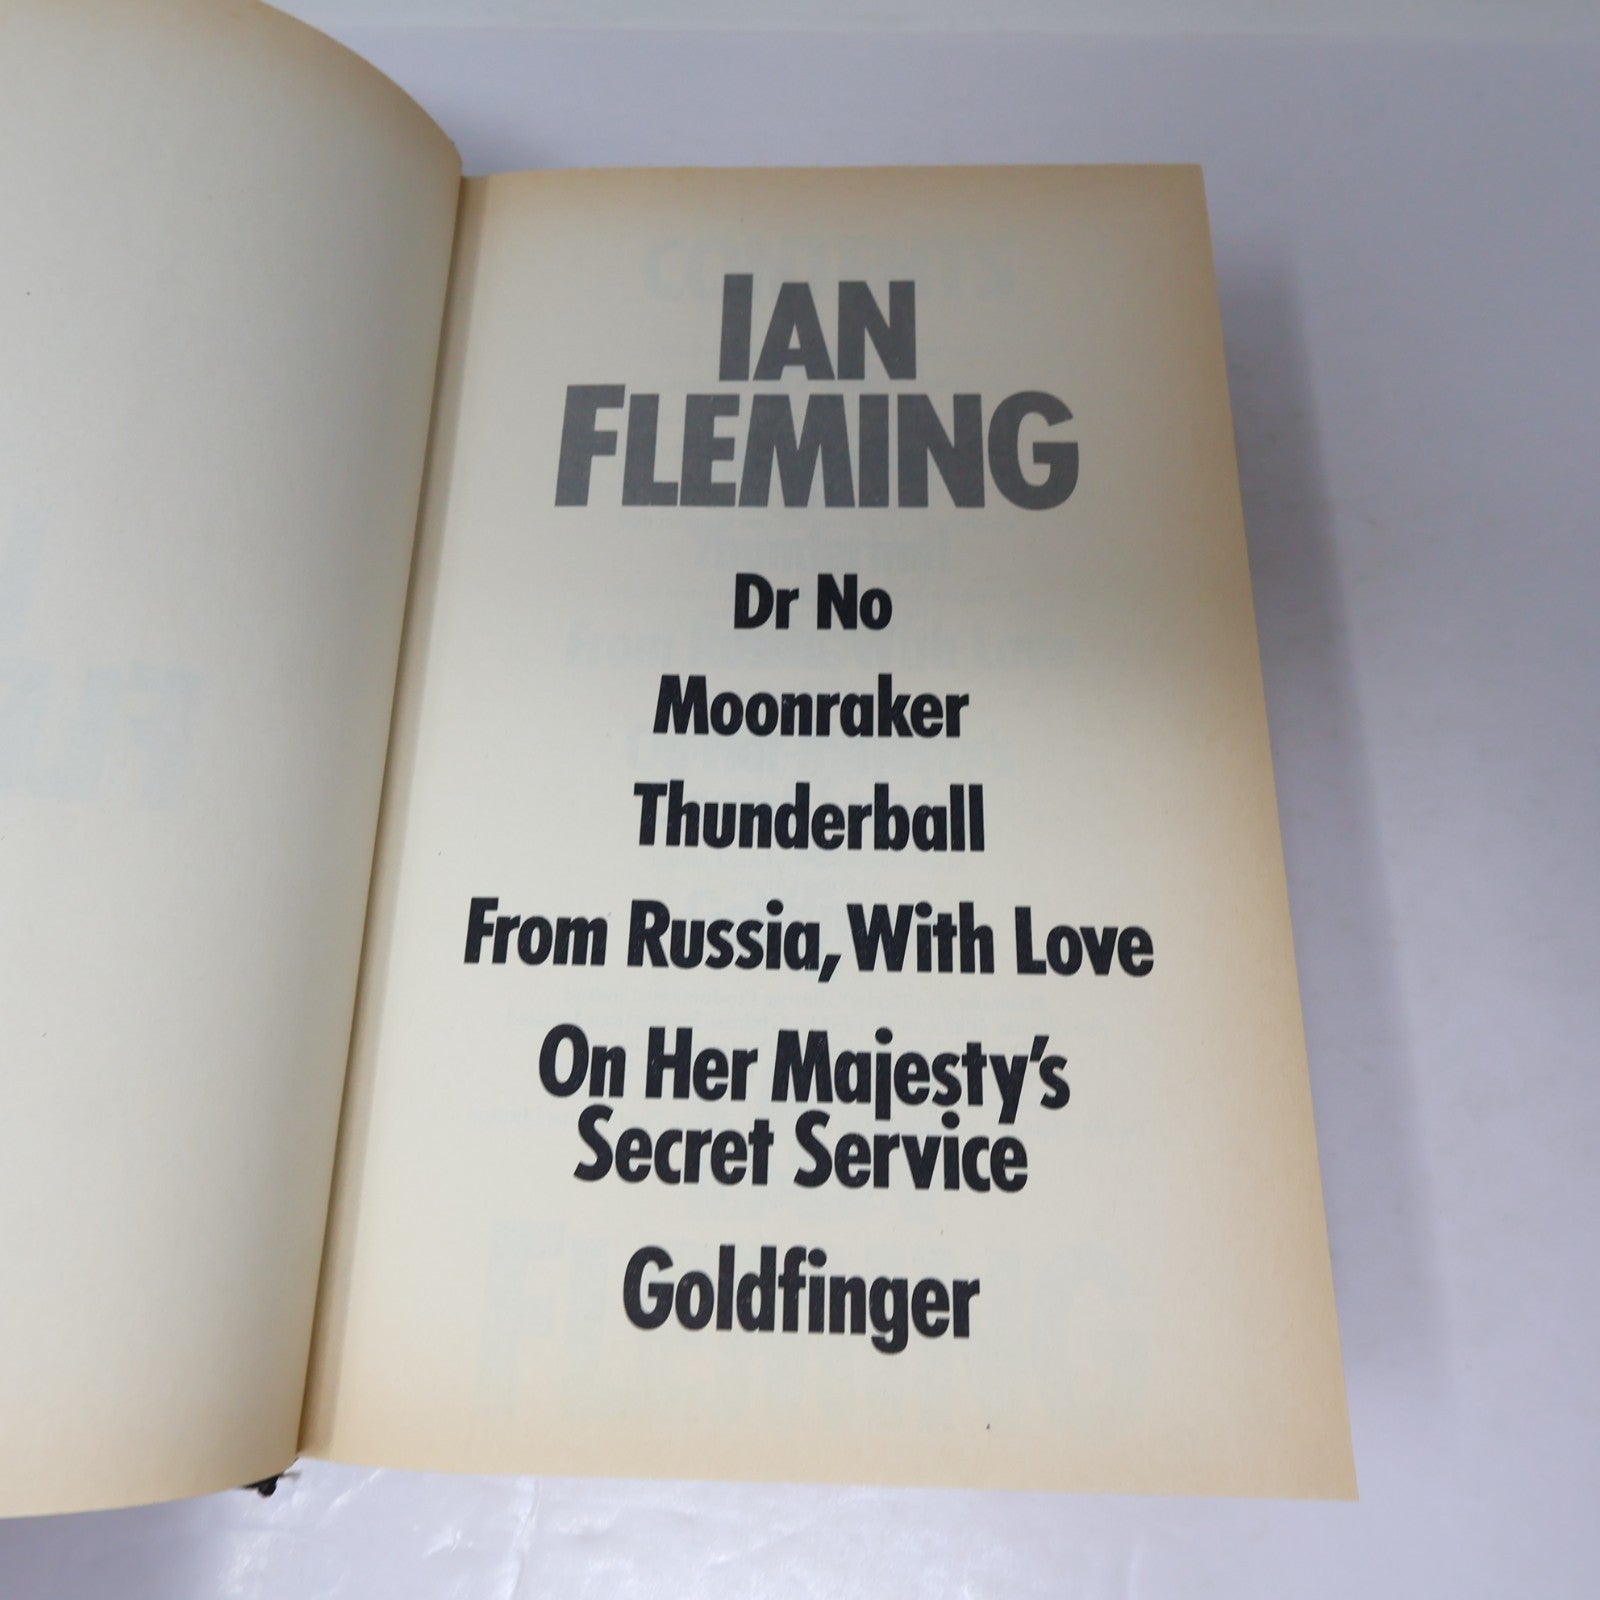 IAN
FLEMING
Dr No
Moonraker
Thunderball
From Russia, With Love
On Her Majesty's
Secret Service
Goldfinger